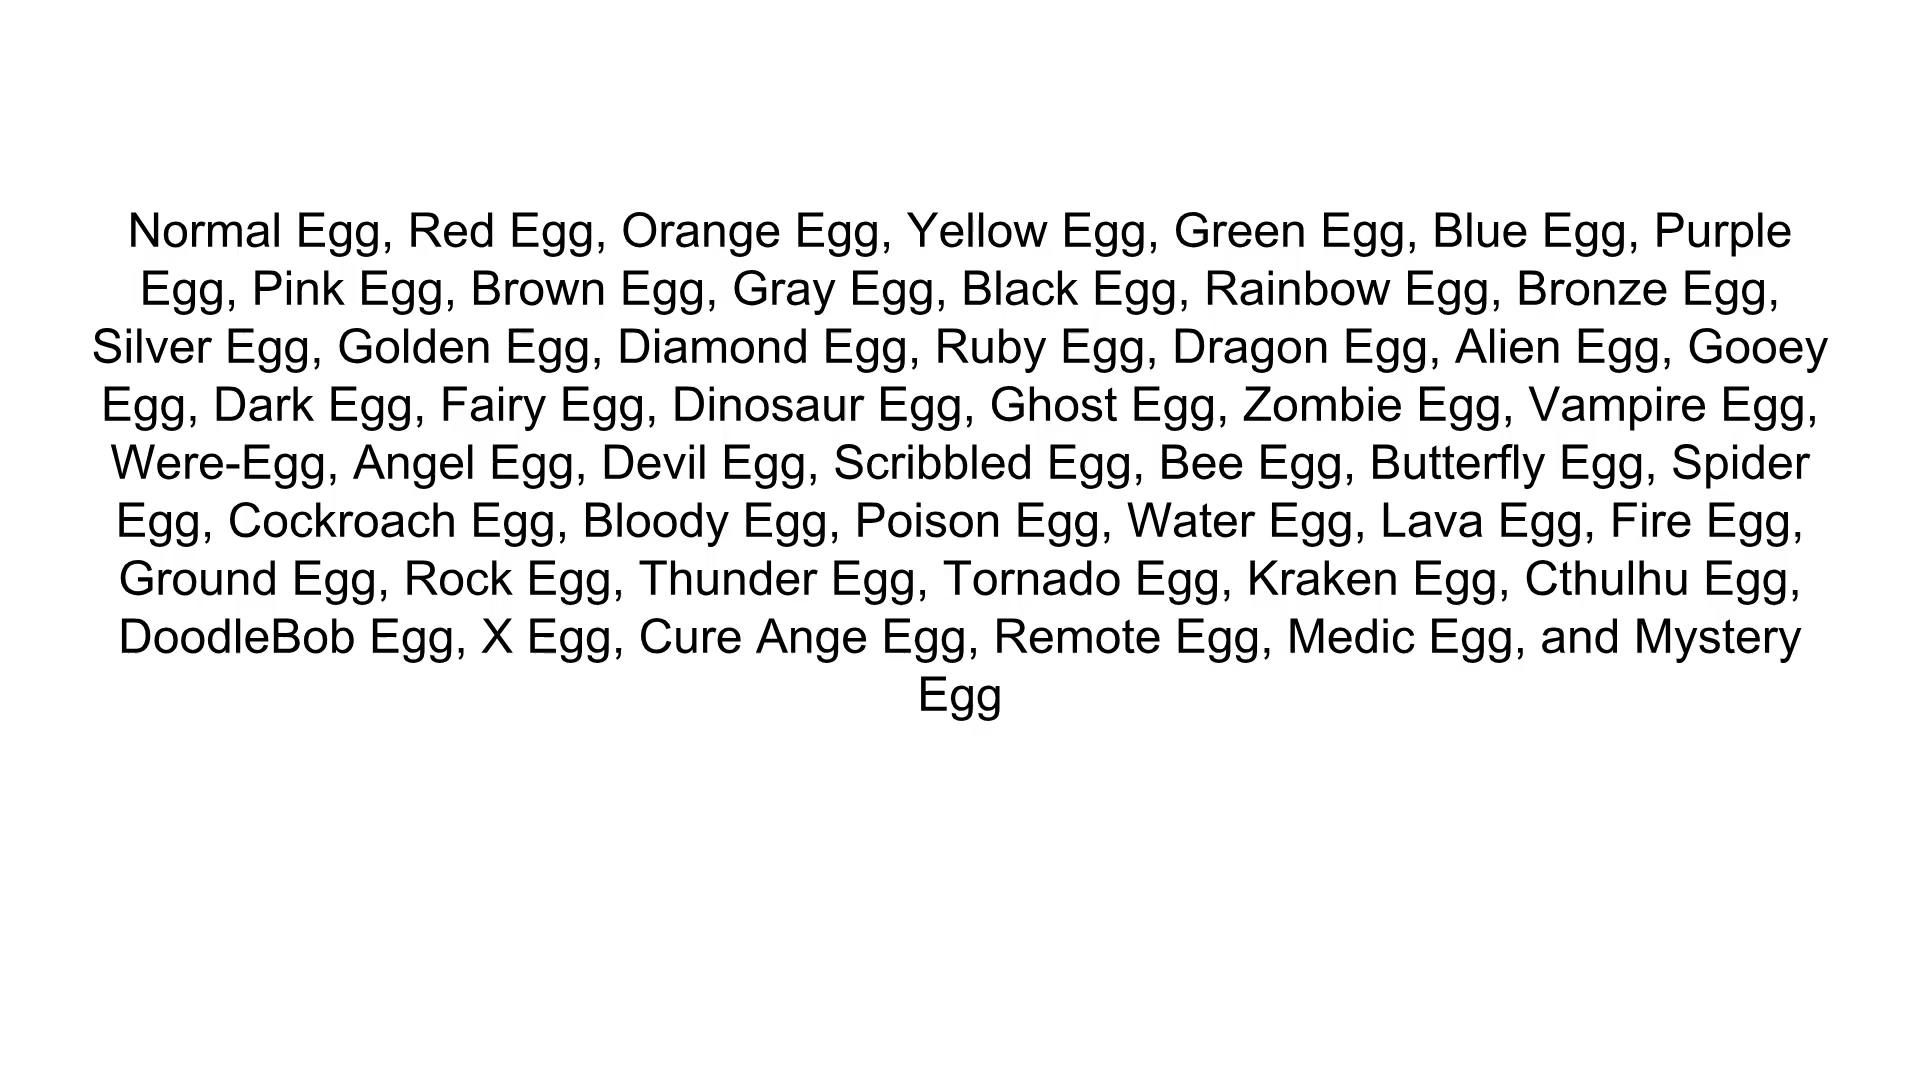 Normal Egg, Red Egg, Orange Egg, Yellow Egg, Green Egg, Blue Egg, Purple
Egg, Pink Egg, Brown Egg, Gray Egg, Black Egg, Rainbow Egg, Bronze Egg,
Silver Egg, Golden Egg, Diamond Egg, Ruby Egg, Dragon Egg, Alien Egg, Gooey
Egg, Dark Egg, Fairy Egg, Dinosaur Egg, Ghost Egg, Zombie Egg, Vampire Egg,
Were-Egg, Angel Egg, Devil Egg, Scribbled Egg, Bee Egg, Butterfly Egg, Spider
Egg, Cockroach Egg, Bloody Egg, Poison Egg, Water Egg, Lava Egg, Fire Egg,
Ground Egg, Rock Egg, Thunder Egg, Tornado Egg, Kraken Egg, Cthulhu Egg,
DoodleBob Egg, X Egg, Cure Ange Egg, Remote Egg, Medic Egg, and Mystery
Egg